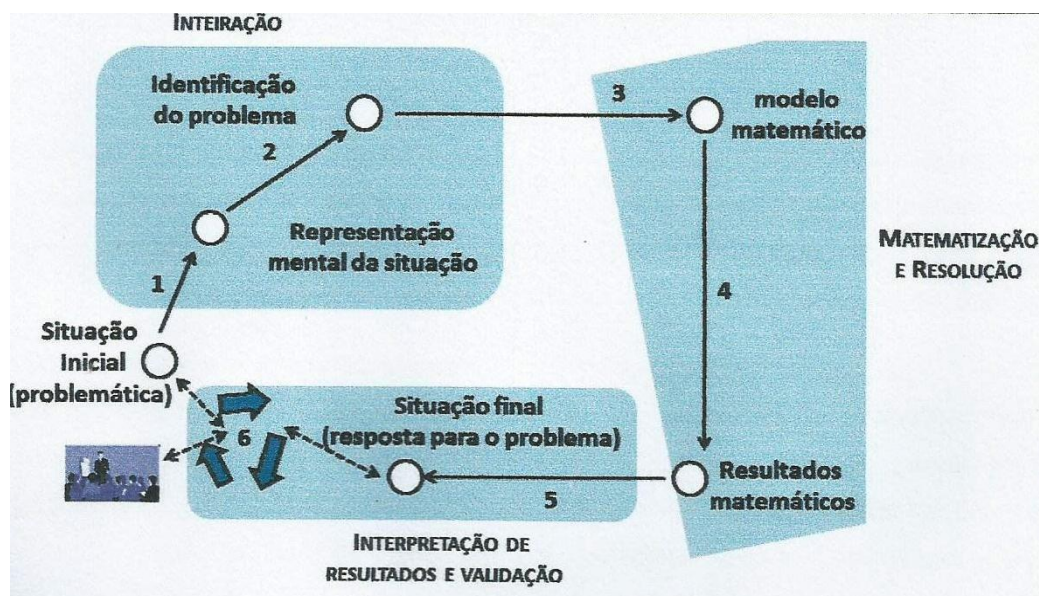 INTEIRAÇÃO
Identificação
do problema
3
modelo
matemático
2
Representação
mental da situação
1
MATEMATIZAÇÃO
E RESOLUÇÃO
4
Situação
Inicial
(problemática)
Situação final
(resposta para o problema)
6
5
Resultados
matemáticos
INTERPRETAÇÃO DE
RESULTADOS E VALIDAÇÃO